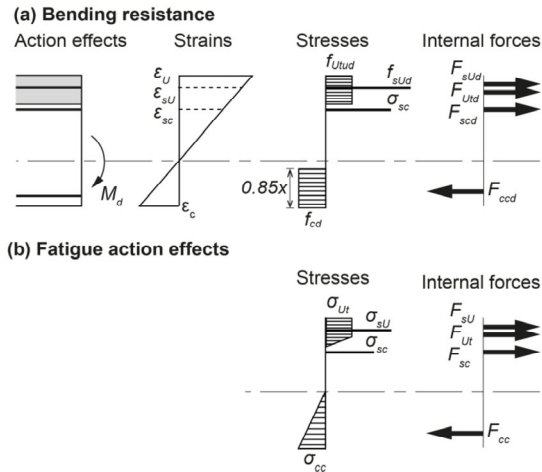 (a) Bending resistance
Action effects Strains Stresses Internal forces
εU
εsU
εsc
εc
Md
fUtud
fsUd
σsc
0.85x
fcd
FsUd
FUtd
Fscd
Fccd
(b) Fatigue action effects
Stresses Internal forces
σUt
σsU
σsc
σcc
FsU
FUt
Fsc
Fcc